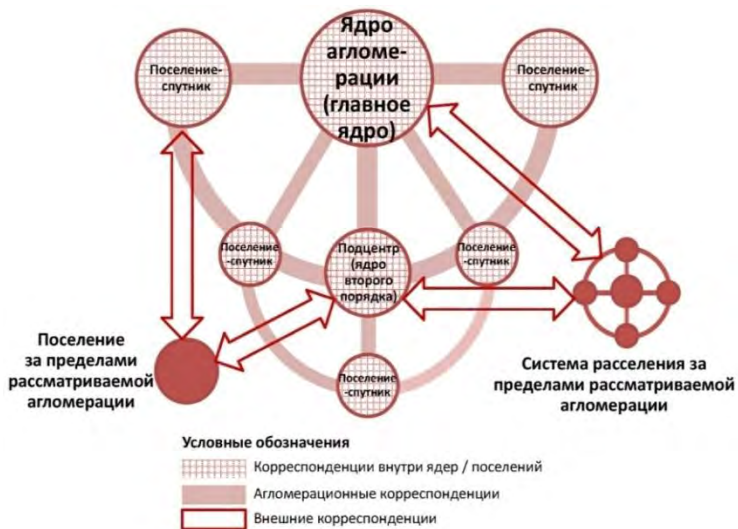 Ядро
агломе-
рации
(главное
ядро)
Поселение-
спутник
Поселение-
спутник
Поселение
-спутник
Подцентр
(ядро
второго
порядка)
Поселение
-спутник
Поселение
-спутник
Поселение
за пределами
рассматриваемой
агломерации
Система расселения за
пределами рассматриваемой
агломерации
Условные обозначения
Корреспонденции внутри ядер / поселений
Агломерационные корреспонденции
Внешние корреспонденции